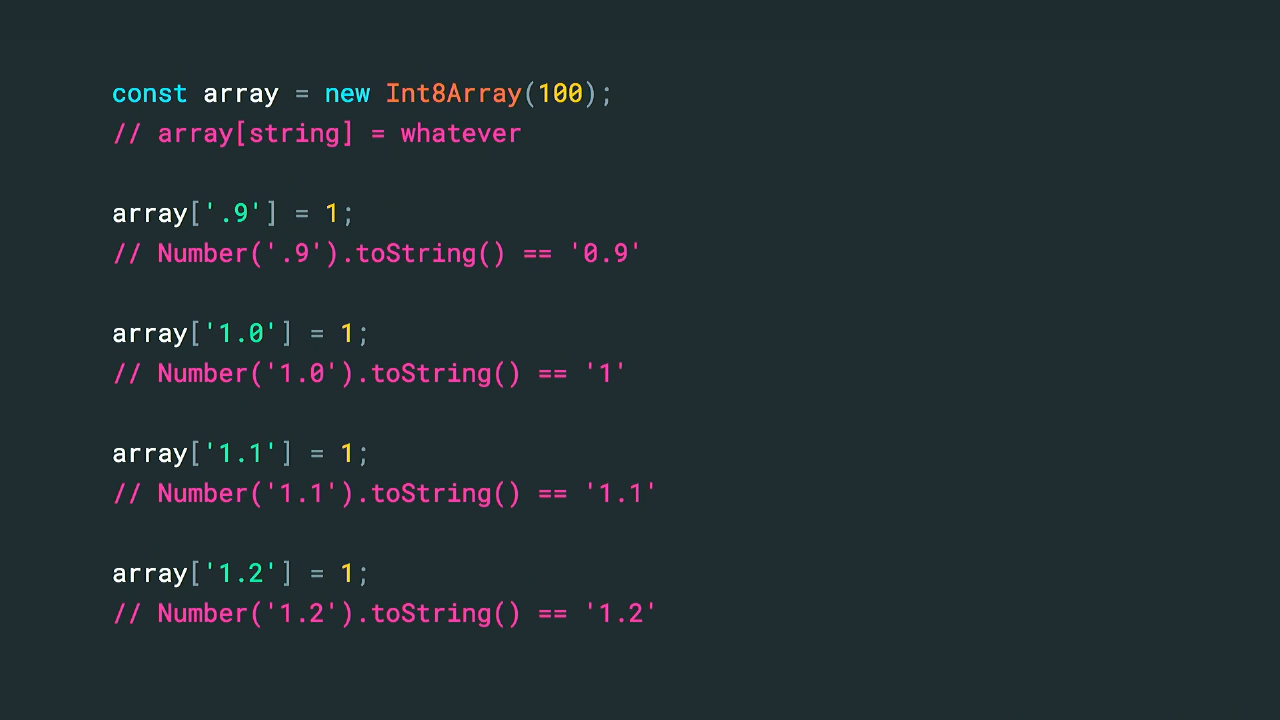 const array = new Int8Array(100);
// array[string] = whatever
array['.9'] = 1;
// Number('.9').toString() == '0.9'
array['1.0'] = 1;
// Number('1.0').toString() == '1'
array['1.1'] = 1;
// Number('1.1').toString() == '1.1'
array['1.2'] = 1;
// Number('1.2').toString() == '1.2'